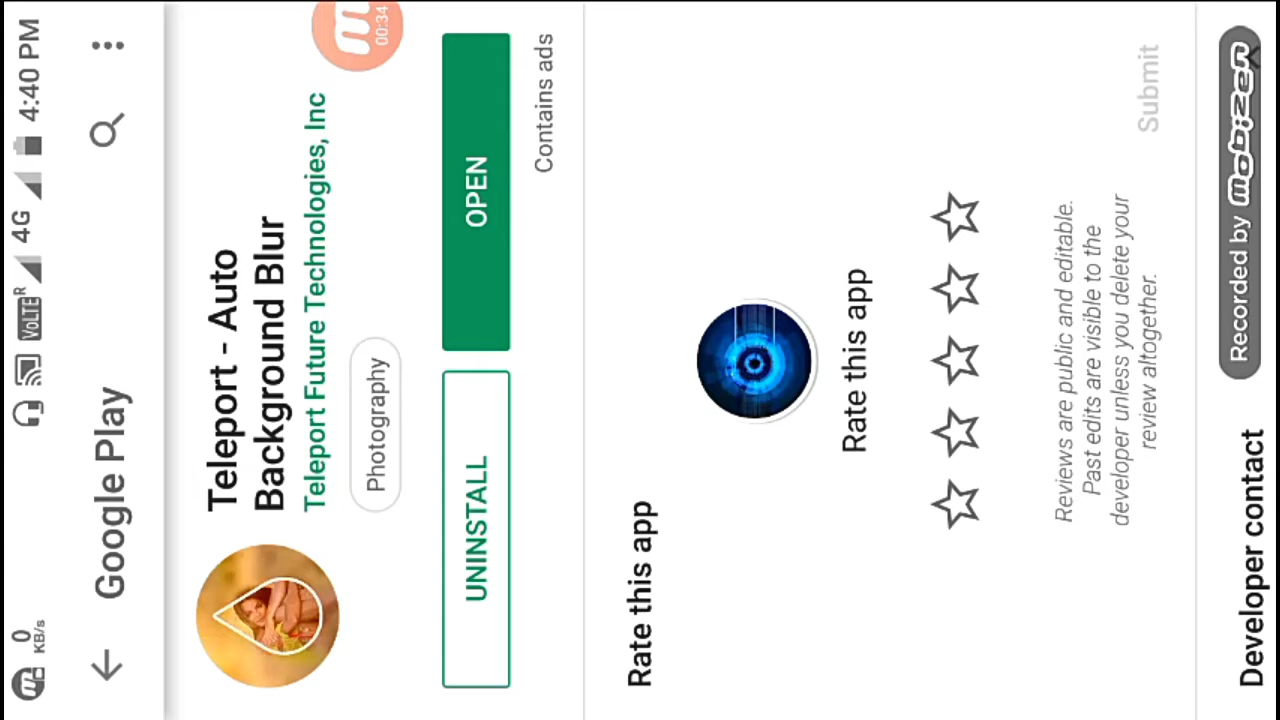 0
KB/s
VoLTE R 4G 4:40 PM
Google Play
Teleport - Auto
Background Blur
Teleport Future Technologies, Inc
Photography
00:34
UNINSTALL
OPEN
Contains ads
Rate this app
Rate this app
Reviews are public and editable.
Past edits are visible to the
developer unless you delete your
review altogether.
Submit
Developer contact
Recorded by mobizen